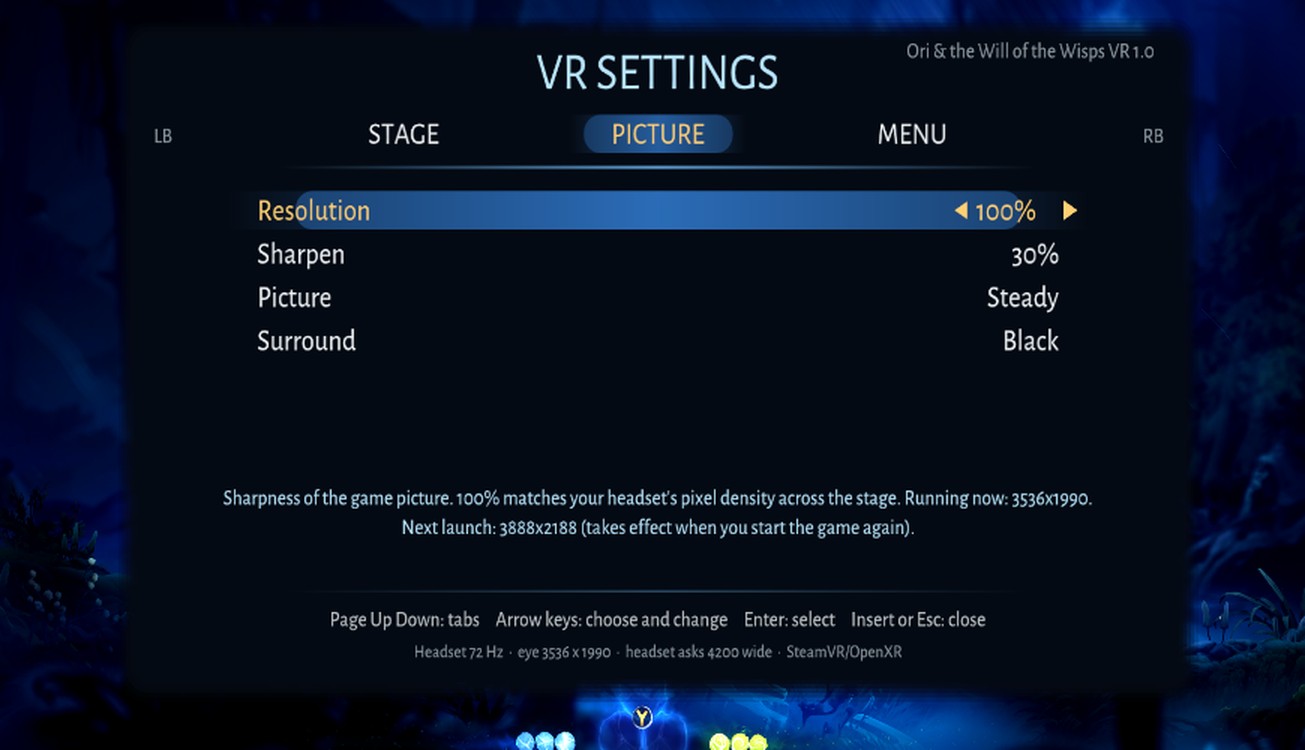 Ori & the Will of the Wisps VR 1.0
VR SETTINGS
LB STAGE PICTURE MENU RB
Resolution 100%
Sharpen 30%
Picture Steady
Surround Black
Sharpness of the game picture. 100% matches your headset's pixel density across the stage. Running now: 3536x1990.
Next launch: 3888x2188 (takes effect when you start the game again).
Page Up Down: tabs Arrow keys: choose and change Enter: select Insert or Esc: close
Headset 72 Hz · eye 3536 x 1990 · headset asks 4200 wide · SteamVR/OpenXR
Y